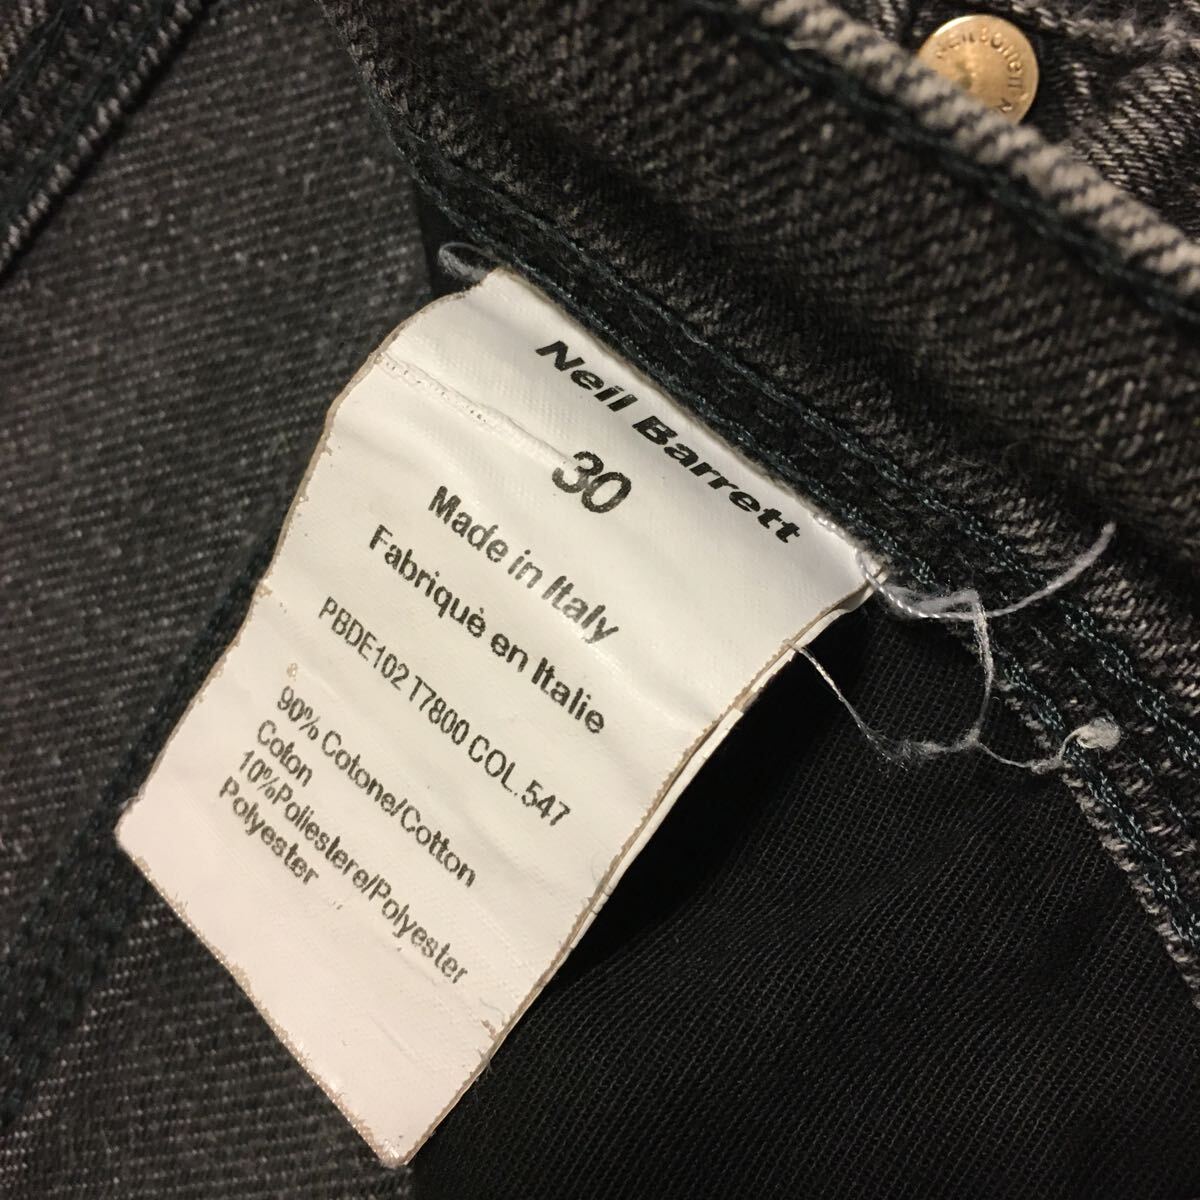 Neil Barrett
30
Made in Italy
Fabriqué en Italie
PBDE102 T7800 COL. 547
90% Cotone/Cotton
Coton
10%Poliestere/Polyester
Polyester